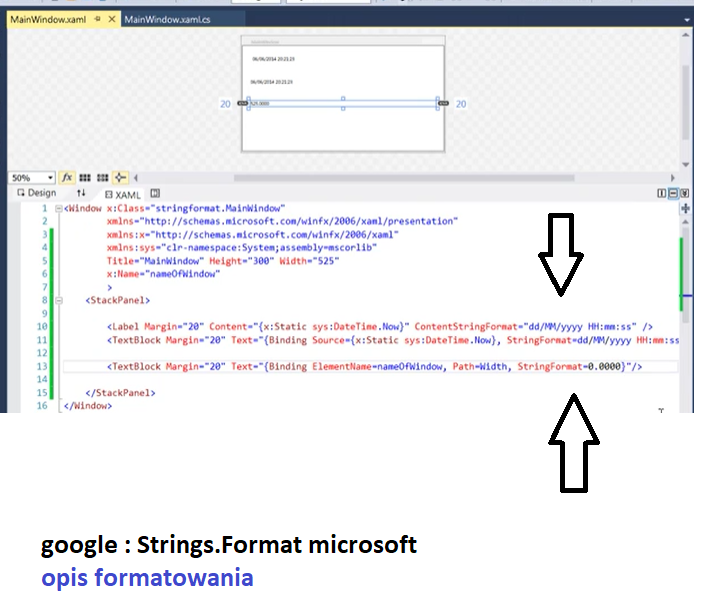 MainWindow.xaml MainWindow.xaml.cs
06/06/2014 20:21:23
06/06/2014 20:21:23
20 525.0000 20
50% fx
Design XAML
1 <Window x:Class="stringformat.MainWindow"
2 xmlns="http://schemas.microsoft.com/winfx/2006/xaml/presentation"
3 xmlns:x="http://schemas.microsoft.com/winfx/2006/xaml"
4 xmlns:sys="clr-namespace:System;assembly=mscorlib"
5 Title="MainWindow" Height="300" Width="525"
6 x:Name="nameOfWindow"
7 >
8 <StackPanel>
9
10 <Label Margin="20" Content="{x:Static sys:DateTime.Now}" ContentStringFormat="dd/MM/yyyy HH:mm:ss" />
11 <TextBlock Margin="20" Text="{Binding Source={x:Static sys:DateTime.Now}, StringFormat=dd/MM/yyyy HH:mm:ss
12
13 <TextBlock Margin="20" Text="{Binding ElementName=nameOfWindow, Path=Width, StringFormat=0.0000}"/>
14
15 </StackPanel>
16 </Window>
google : Strings.Format microsoft
opis formatowania